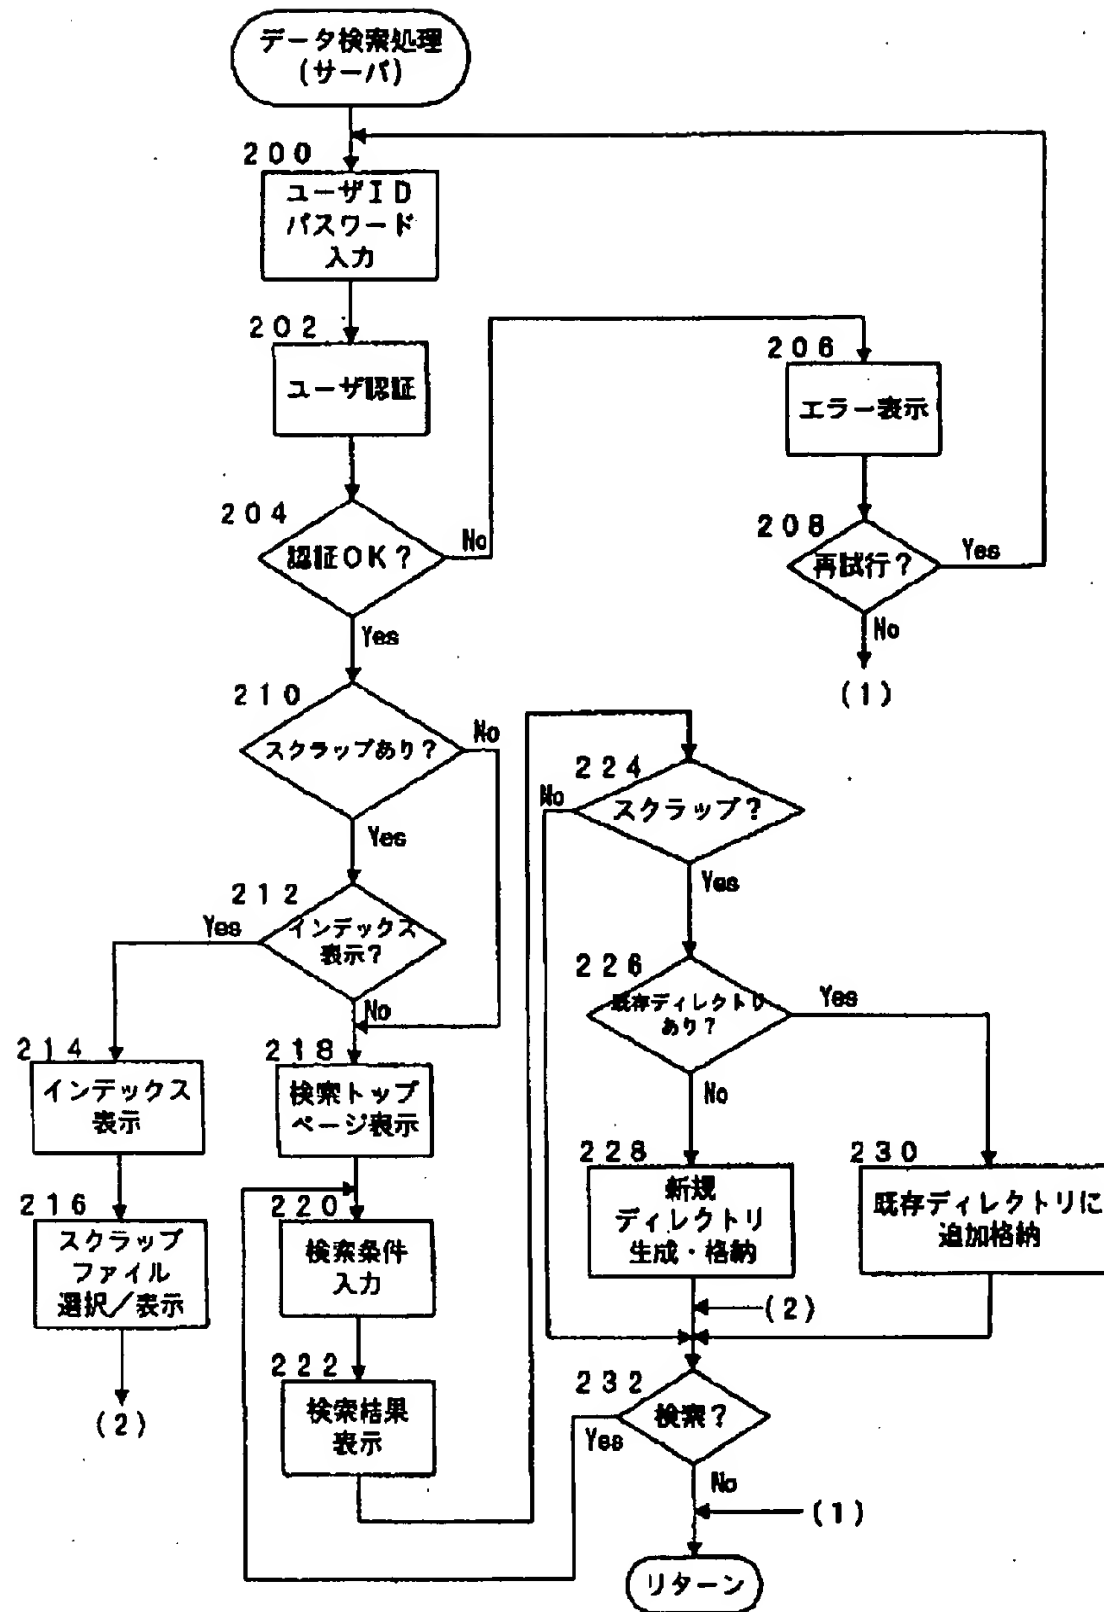 データ検索処理
(サーバ)
200
ユーザID
パスワード
入力
202
ユーザ認証
204
認証OK?
No
Yes
206
エラー表示
208
再試行?
Yes
No
(1)
210
スクラップあり?
No
Yes
212
インデックス
表示?
Yes
No
214
インデックス
表示
216
スクラップ
ファイル
選択/表示
(2)
218
検索トップ
ページ表示
220
検索条件
入力
222
検索結果
表示
224
スクラップ?
No
Yes
226
既存ディレクトリ
あり?
Yes
No
228
新規
ディレクトリ
生成・格納
230
既存ディレクトリに
追加格納
(2)
232
検索?
Yes
No
(1)
リターン